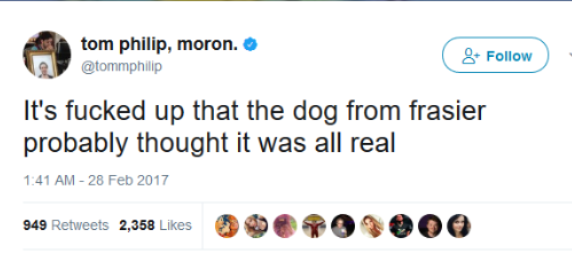 tom philip, moron.
@tommphilip
Follow
It's fucked up that the dog from frasier
probably thought it was all real
1:41 AM - 28 Feb 2017
949 Retweets 2,358 Likes